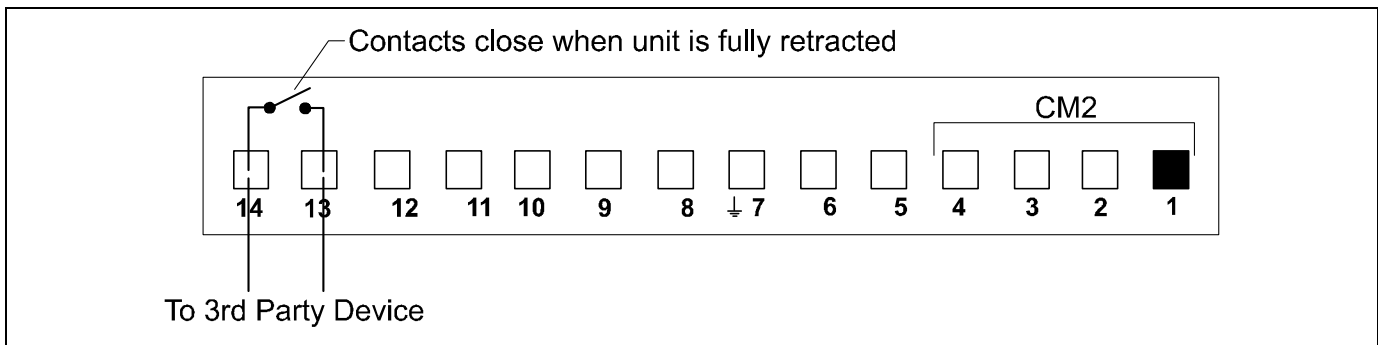 Contacts close when unit is fully retracted
CM2
14 13 12 11 10 9 8 ⏚ 7 6 5 4 3 2 1
To 3rd Party Device